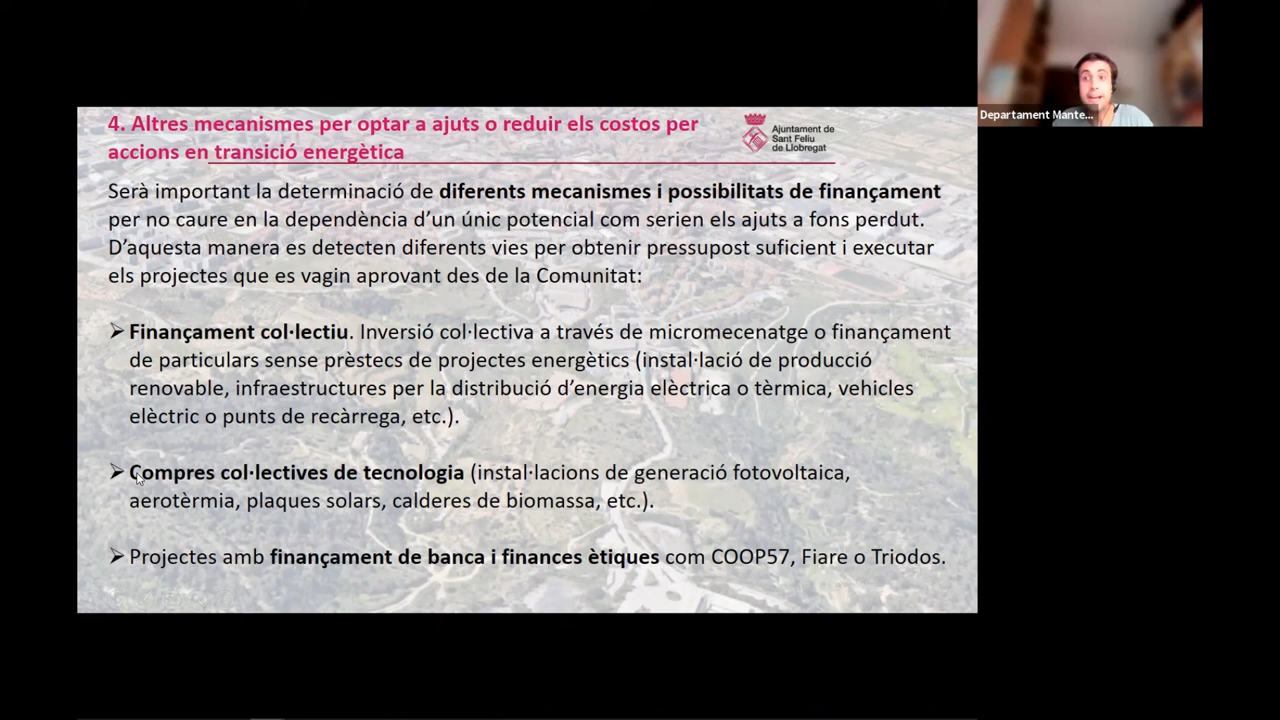 4. Altres mecanismes per optar a ajuts o reduir els costos per
accions en transició energètica
Ajuntament de
Sant Feliu
de Llobregat
Departament Mante...
Serà important la determinació de diferents mecanismes i possibilitats de finançament
per no caure en la dependència d’un únic potencial com serien els ajuts a fons perdut.
D’aquesta manera es detecten diferents vies per obtenir pressupost suficient i executar
els projectes que es vagin aprovant des de la Comunitat:
➢ Finançament col·lectiu. Inversió col·lectiva a través de micromecenatge o finançament
de particulars sense prèstecs de projectes energètics (instal·lació de producció
renovable, infraestructures per la distribució d’energia elèctrica o tèrmica, vehicles
elèctric o punts de recàrrega, etc.).
➢ Compres col·lectives de tecnologia (instal·lacions de generació fotovoltaica,
aerotèrmia, plaques solars, calderes de biomassa, etc.).
➢ Projectes amb finançament de banca i finances ètiques com COOP57, Fiare o Triodos.